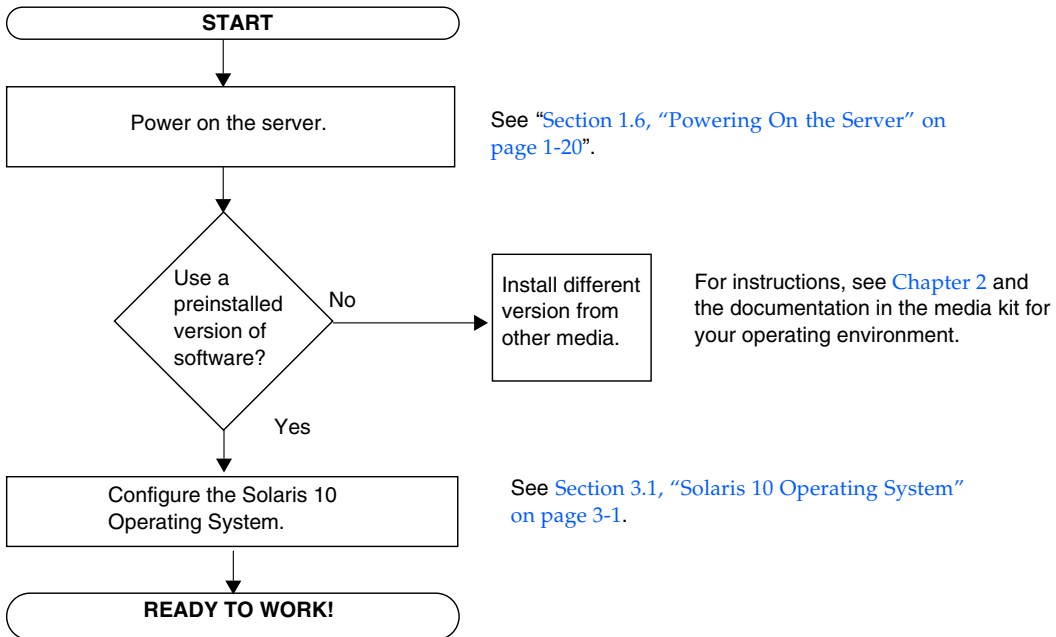 START
Power on the server.
See “Section 1.6, “Powering On the Server” on
page 1-20”.
Use a
preinstalled
version of
software?
No
Install different
version from
other media.
For instructions, see Chapter 2 and
the documentation in the media kit for
your operating environment.
Yes
Configure the Solaris 10
Operating System.
See Section 3.1, “Solaris 10 Operating System”
on page 3-1.
READY TO WORK!